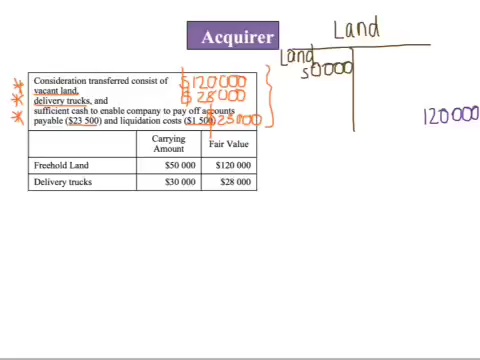 Acquirer
Land
Land
50000
120000
Consideration transferred consist of
vacant land, $120000
delivery trucks, and $28000
sufficient cash to enable company to pay off accounts
payable ($23 500) and liquidation costs ($1 500) $25000
Carrying Amount Fair Value
Freehold Land $50 000 $120 000
Delivery trucks $30 000 $28 000